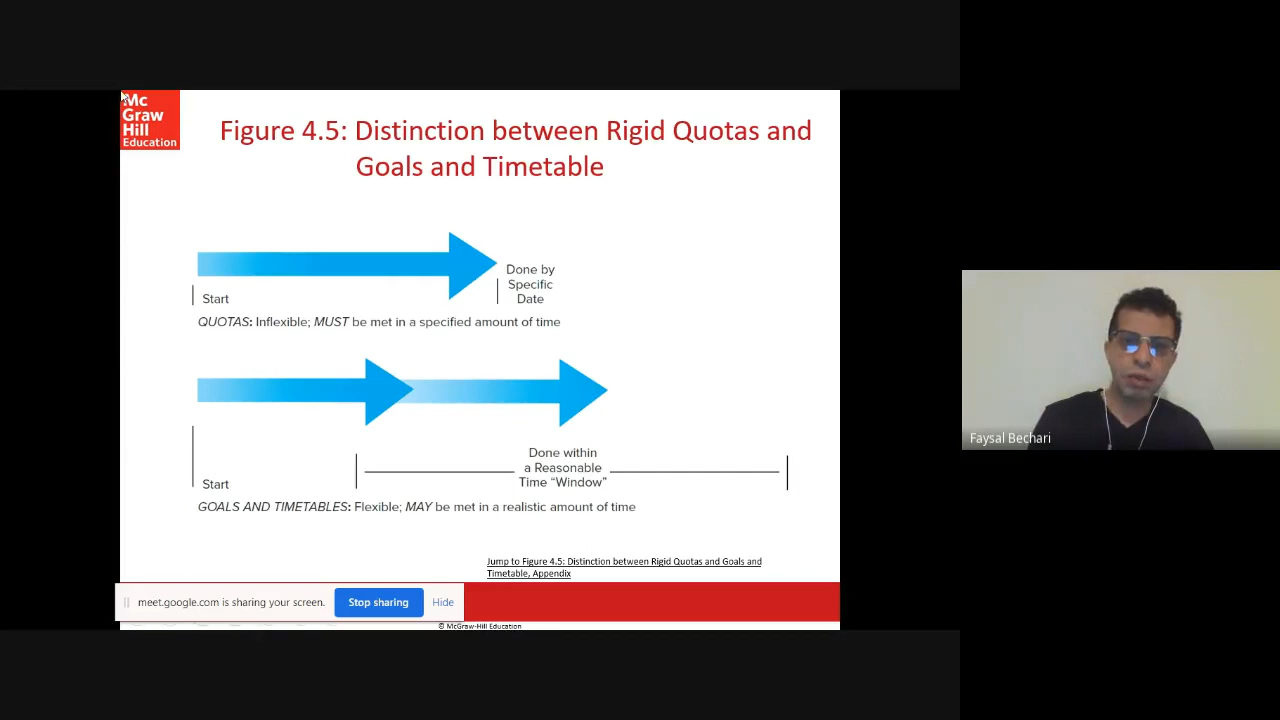 Mc
Graw
Hill
Education
Figure 4.5: Distinction between Rigid Quotas and
Goals and Timetable
Done by
Specific
Date
Start
QUOTAS: Inflexible; MUST be met in a specified amount of time
Done within
a Reasonable
Time “Window”
Start
GOALS AND TIMETABLES: Flexible; MAY be met in a realistic amount of time
Jump to Figure 4.5: Distinction between Rigid Quotas and Goals and
Timetable, Appendix
meet.google.com is sharing your screen.
Stop sharing
Hide
© McGraw-Hill Education
Faysal Bechari